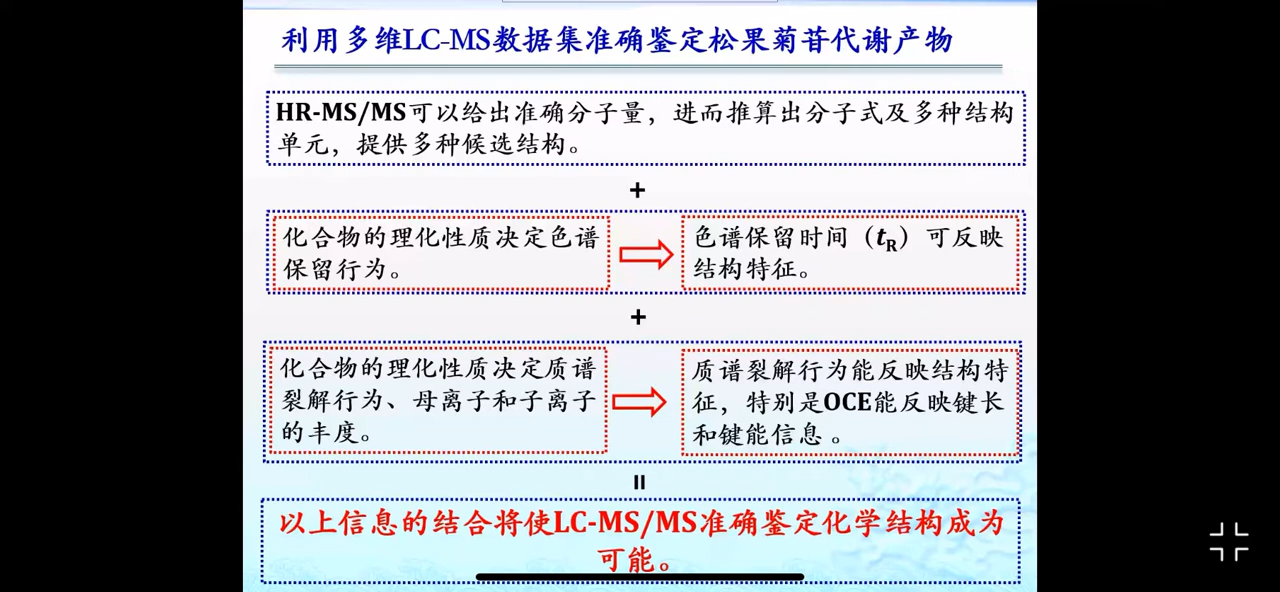 利用多维LC-MS数据集准确鉴定松果菊苷代谢产物
HR-MS/MS可以给出准确分子量，进而推算出分子式及多种结构
单元，提供多种候选结构。
+
化合物的理化性质决定色谱
保留行为。
色谱保留时间（tR）可反映
结构特征。
+
化合物的理化性质决定质谱
裂解行为、母离子和子离子
的丰度。
质谱裂解行为能反映结构特
征，特别是OCE能反映键长
和键能信息。
=
以上信息的结合将使LC-MS/MS准确鉴定化学结构成为
可能。